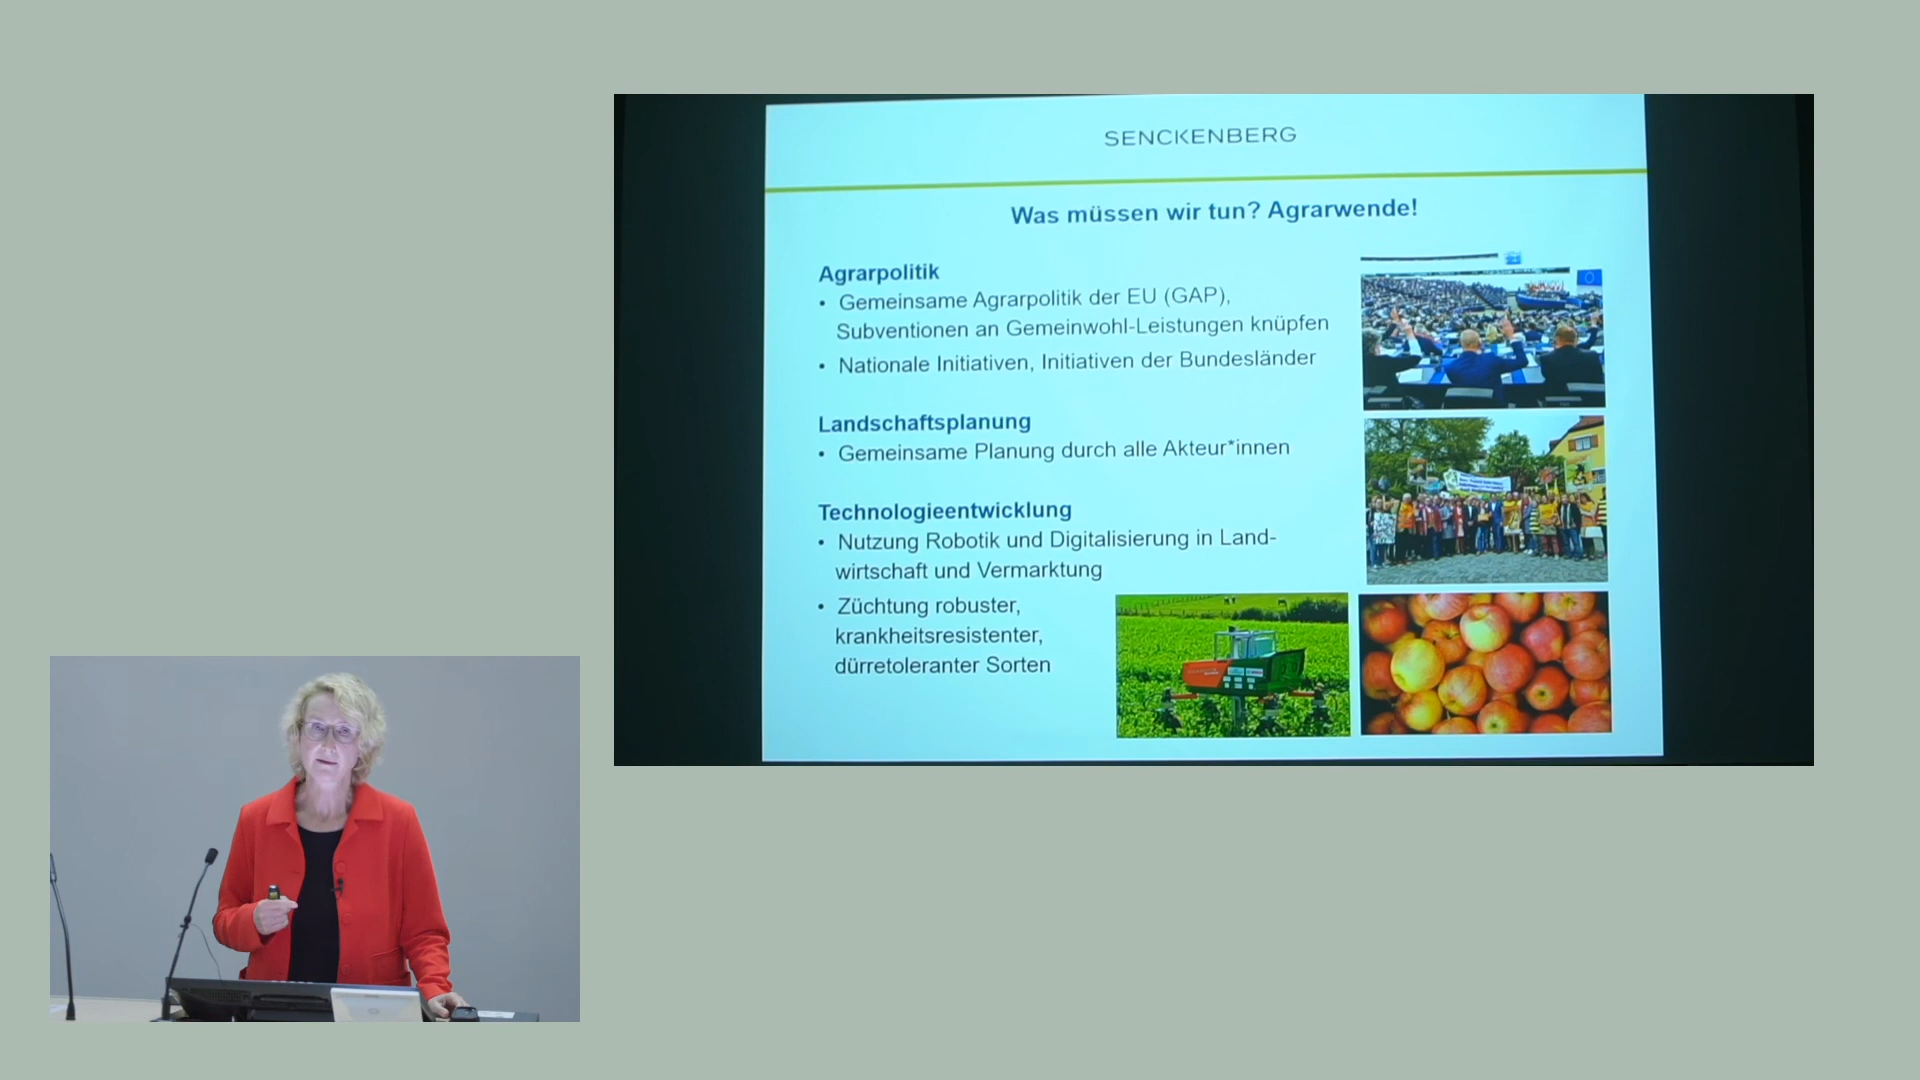 SENCKENBERG
Was müssen wir tun? Agrarwende!
Agrarpolitik
• Gemeinsame Agrarpolitik der EU (GAP),
Subventionen an Gemeinwohl-Leistungen knüpfen
• Nationale Initiativen, Initiativen der Bundesländer
Landschaftsplanung
• Gemeinsame Planung durch alle Akteur*innen
Technologieentwicklung
• Nutzung Robotik und Digitalisierung in Land-
wirtschaft und Vermarktung
• Züchtung robuster,
krankheitsresistenter,
dürretoleranter Sorten